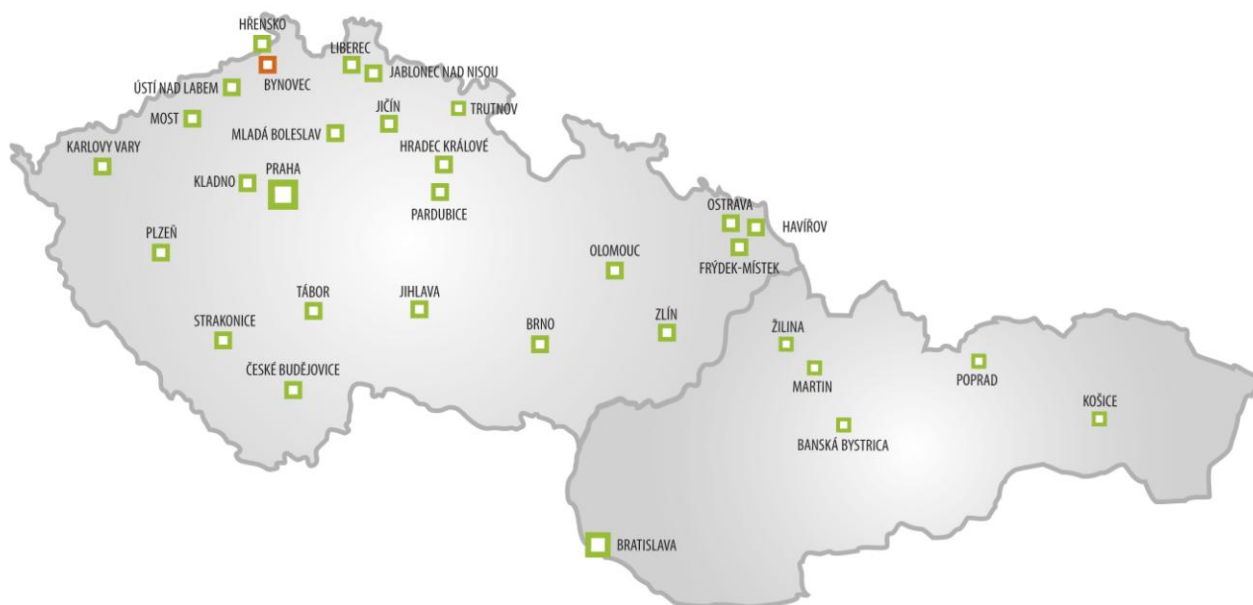 HŘENSKO
LIBEREC
JABLONEC NAD NISOU
BYNOVEC
ÚSTÍ NAD LABEM
TRUTNOV
JIČÍN
MOST
MLADÁ BOLESLAV
KARLOVY VARY
HRADEC KRÁLOVÉ
PRAHA
KLADNO
PARDUBICE
OSTRAVA
HAVÍŘOV
PLZEŇ
OLOMOUC
FRÝDEK-MÍSTEK
TÁBOR
JIHLAVA
STRAKONICE
BRNO
ZLÍN
ŽILINA
ČESKÉ BUDĚJOVICE
MARTIN
POPRAD
KOŠICE
BANSKÁ BYSTRICA
BRATISLAVA